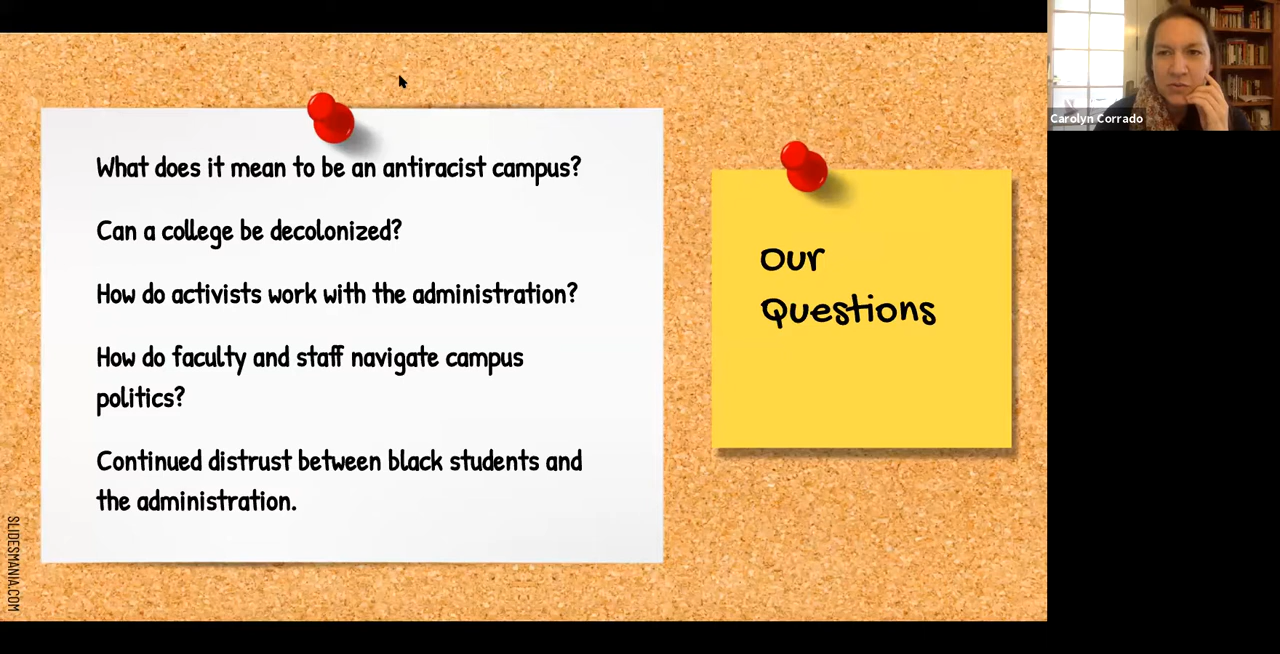 What does it mean to be an antiracist campus?
Can a college be decolonized?
How do activists work with the administration?
How do faculty and staff navigate campus
politics?
Continued distrust between black students and
the administration.
Our
Questions
Carolyn Corrado
SLIDESMANIA.COM